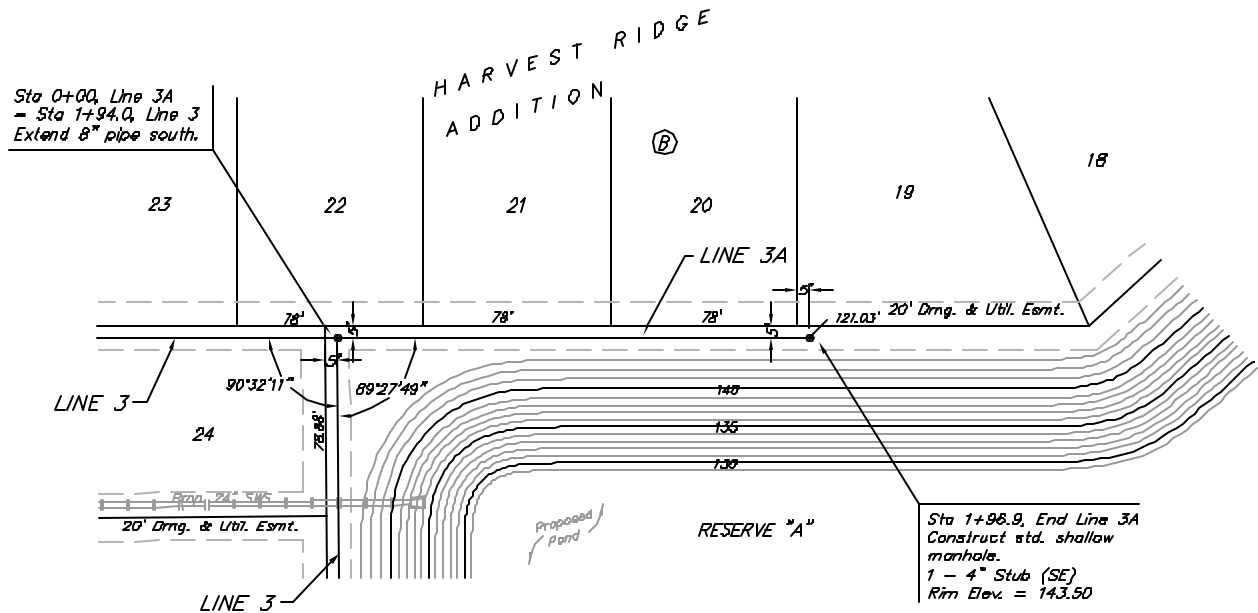 HARVEST RIDGE
ADDITION
Sta 0+00, Line 3A
= Sta 1+94.0, Line 3
Extend 8" pipe south.
B
18
23
22
21
20
19
LINE 3A
5'
78'
78'
78'
121.03'
20' Drng. & Util. Esmt.
5'
5'
5'
90°32'11"
89°27'49"
LINE 3
140
78.88'
24
135
130
Prop. 24" SWS
20' Drng. & Util. Esmt.
Proposed
Pond
RESERVE "A"
Sta 1+96.9, End Line 3A
Construct std. shallow
manhole.
1 - 4" Stub (SE)
Rim Elev. = 143.50
LINE 3